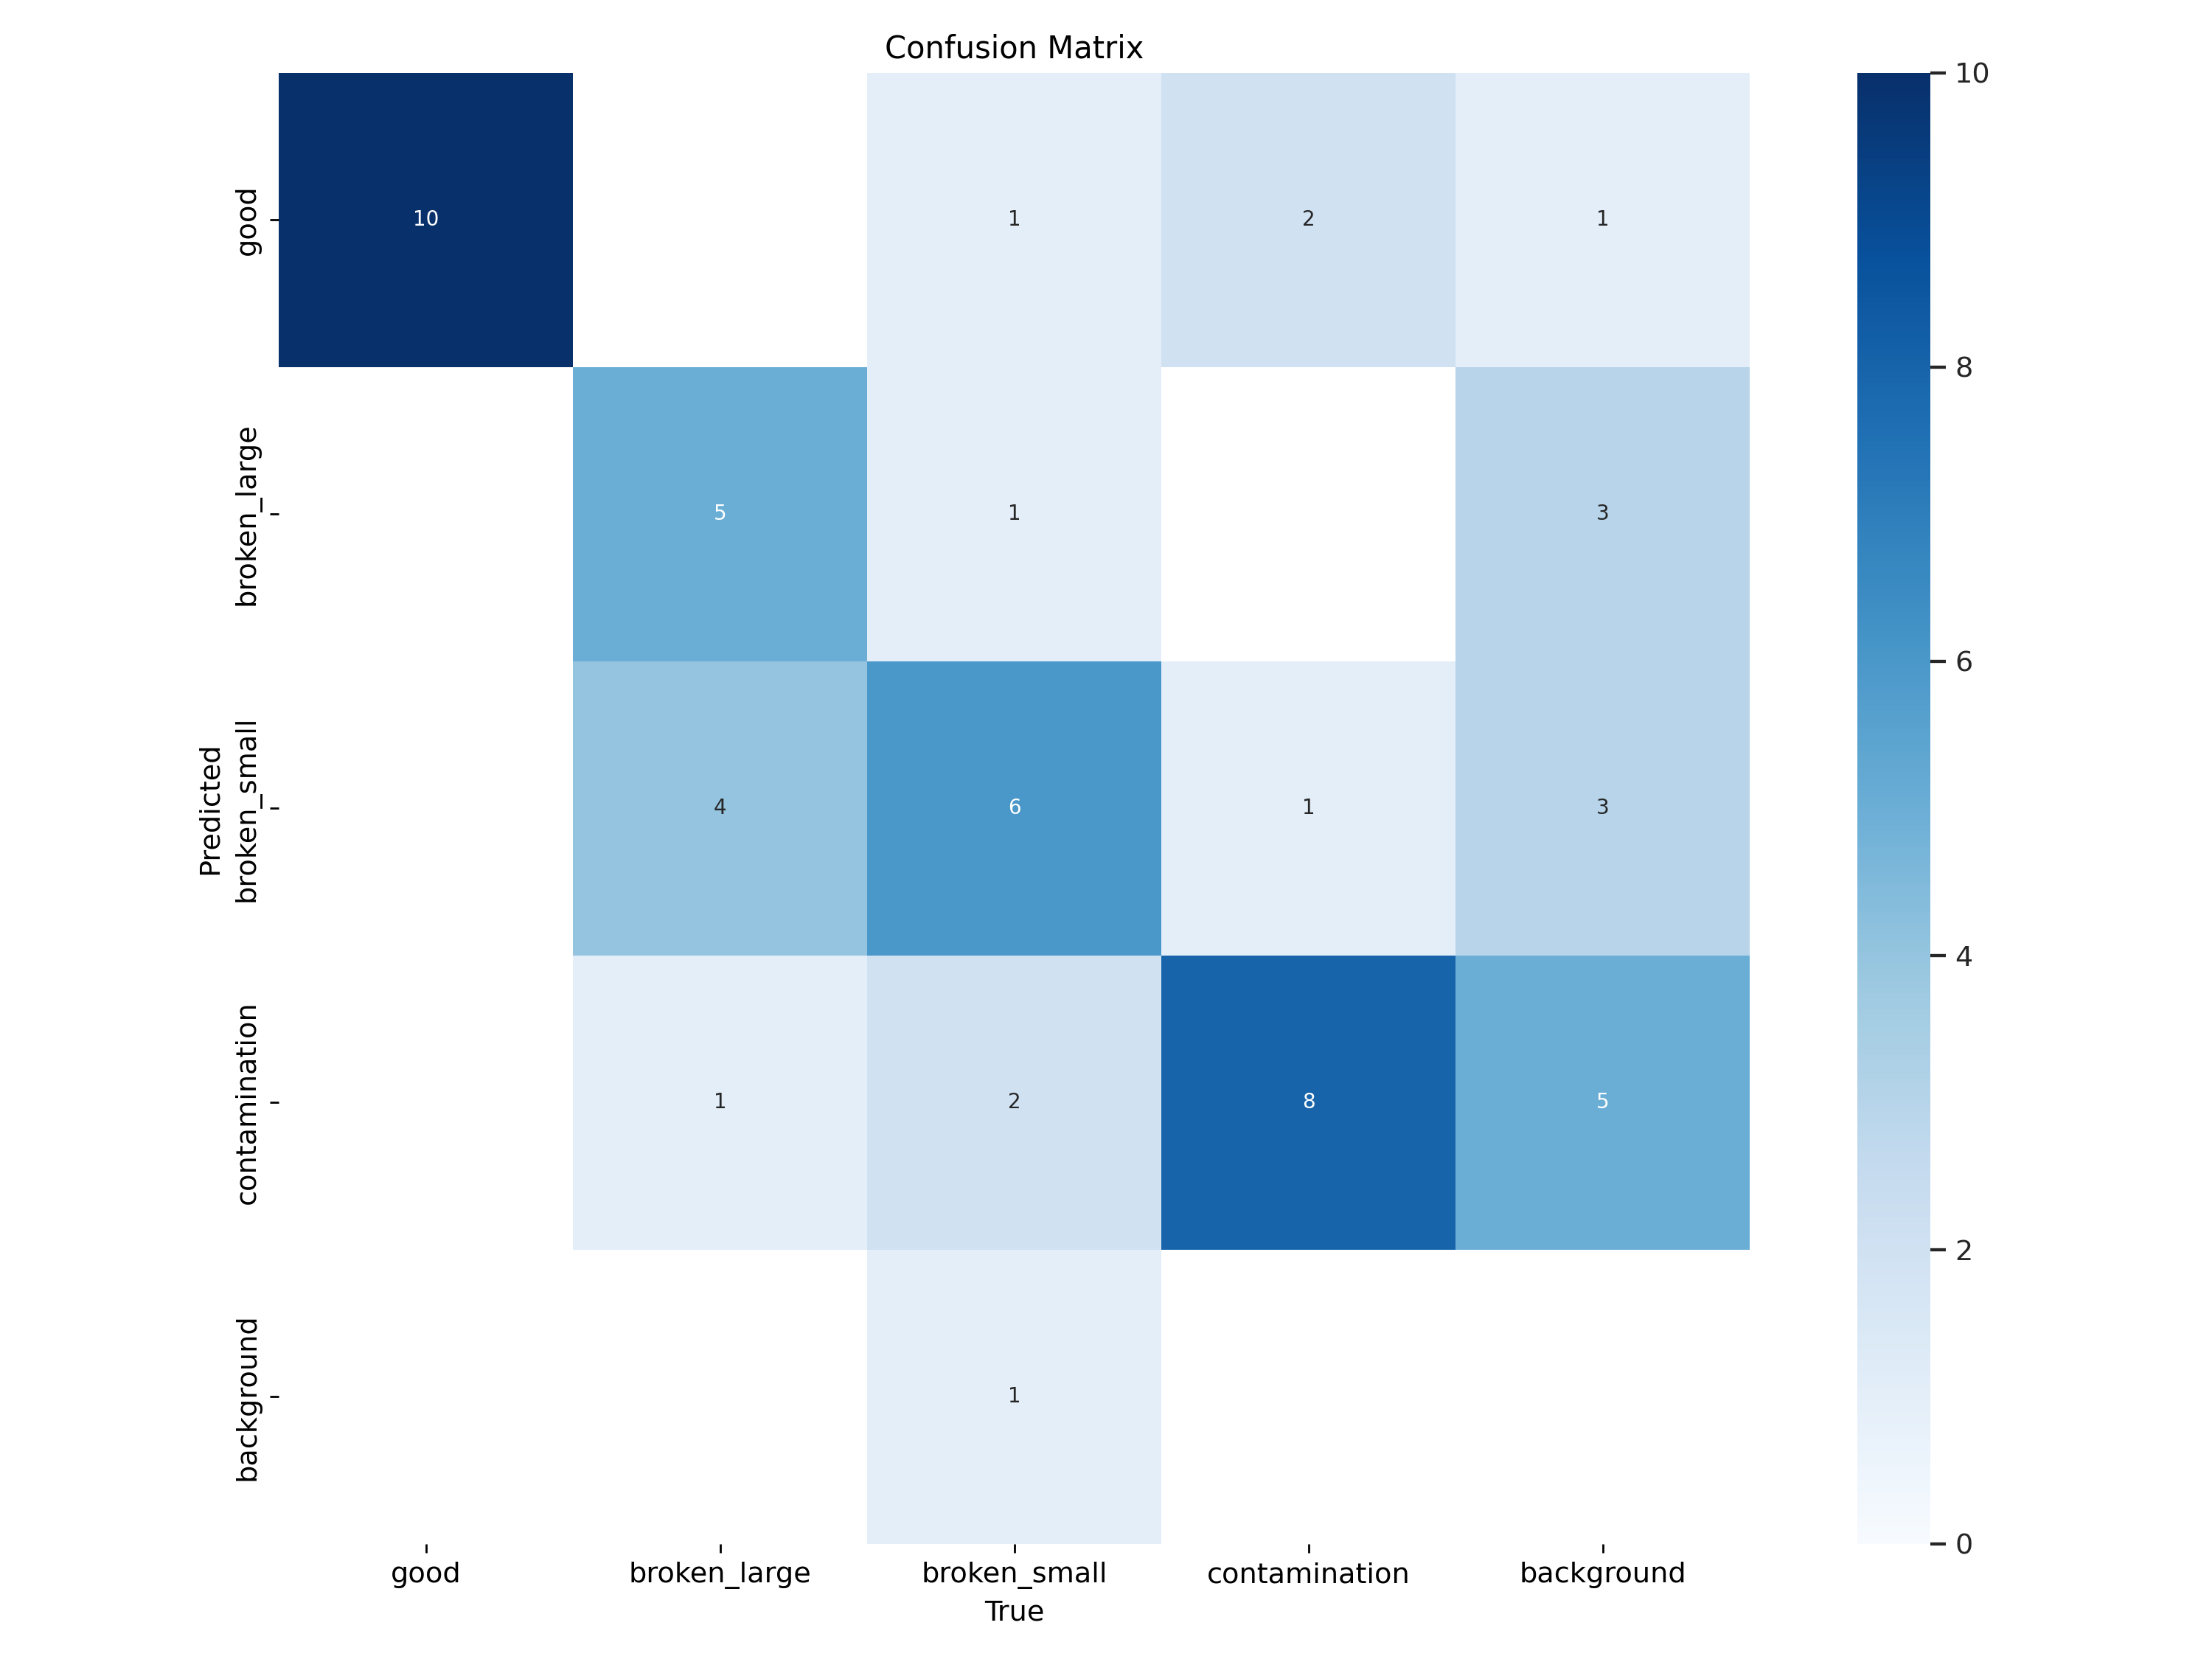 Confusion Matrix
10
1
2
1
5
1
3
4
6
1
3
1
2
8
5
1
good
broken_large
broken_small
contamination
background
Predicted
good
broken_large
broken_small
contamination
background
True
10
8
6
4
2
0